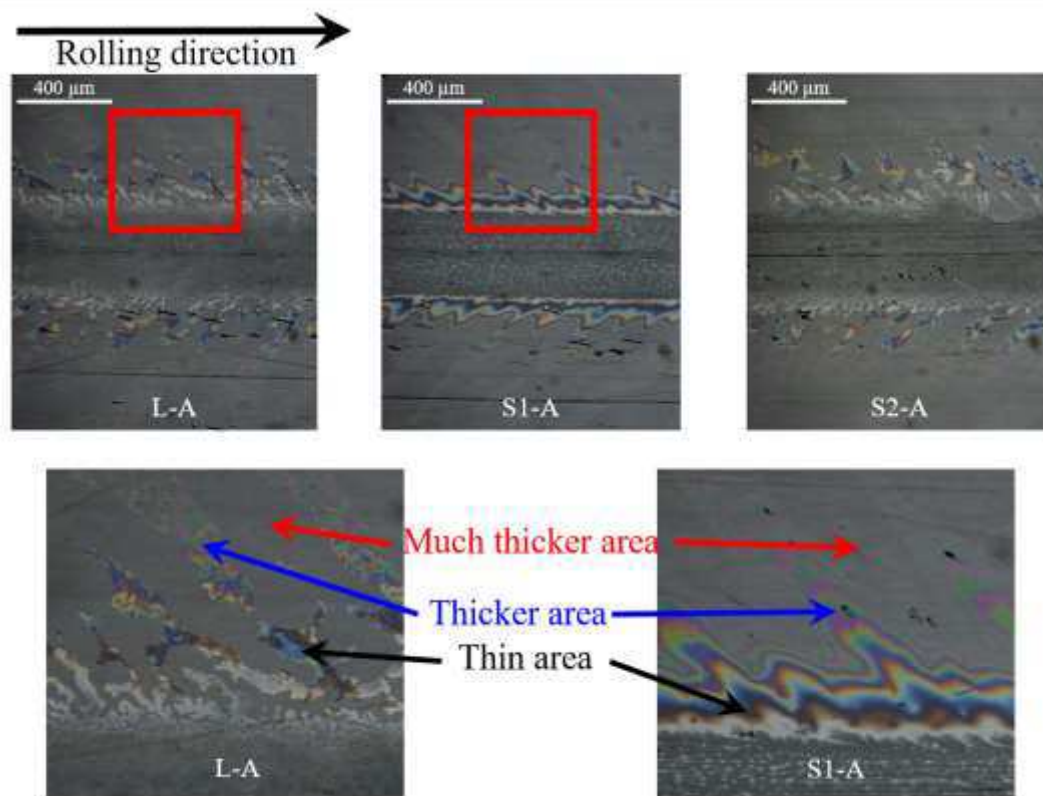 Rolling direction
400 μm
400 μm
400 μm
L-A
S1-A
S2-A
Much thicker area
Thicker area
Thin area
L-A
S1-A